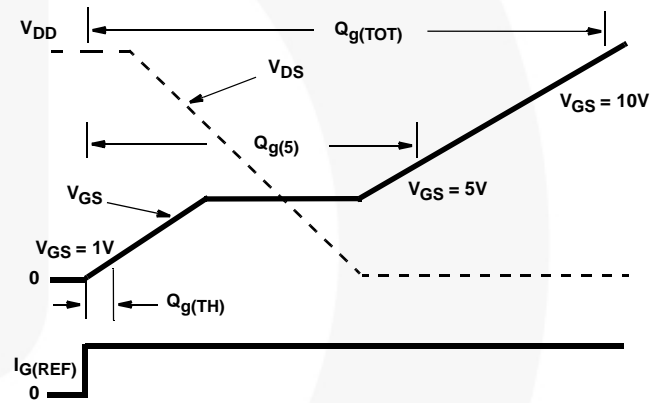 V_DD
Q_g(TOT)
V_DS
V_GS = 10V
Q_g(5)
V_GS
V_GS = 5V
V_GS = 1V
0
Q_g(TH)
I_G(REF)
0